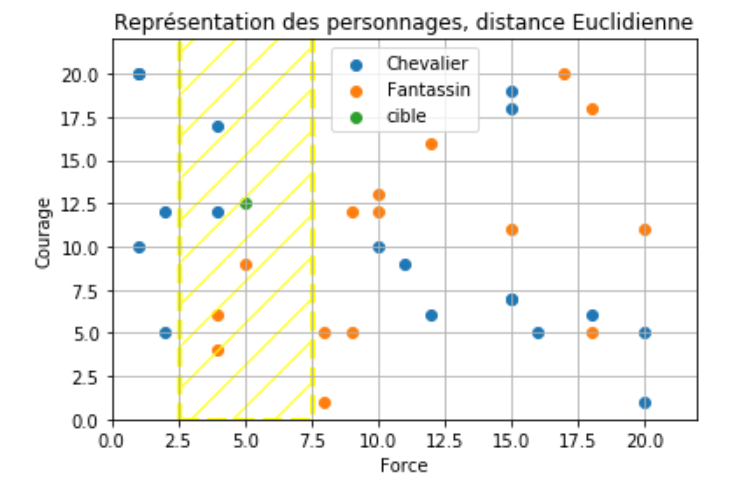 Représentation des personnages, distance Euclidienne
Chevalier
Fantassin
cible
Courage
20.0
17.5
15.0
12.5
10.0
7.5
5.0
2.5
0.0
0.0 2.5 5.0 7.5 10.0 12.5 15.0 17.5 20.0
Force